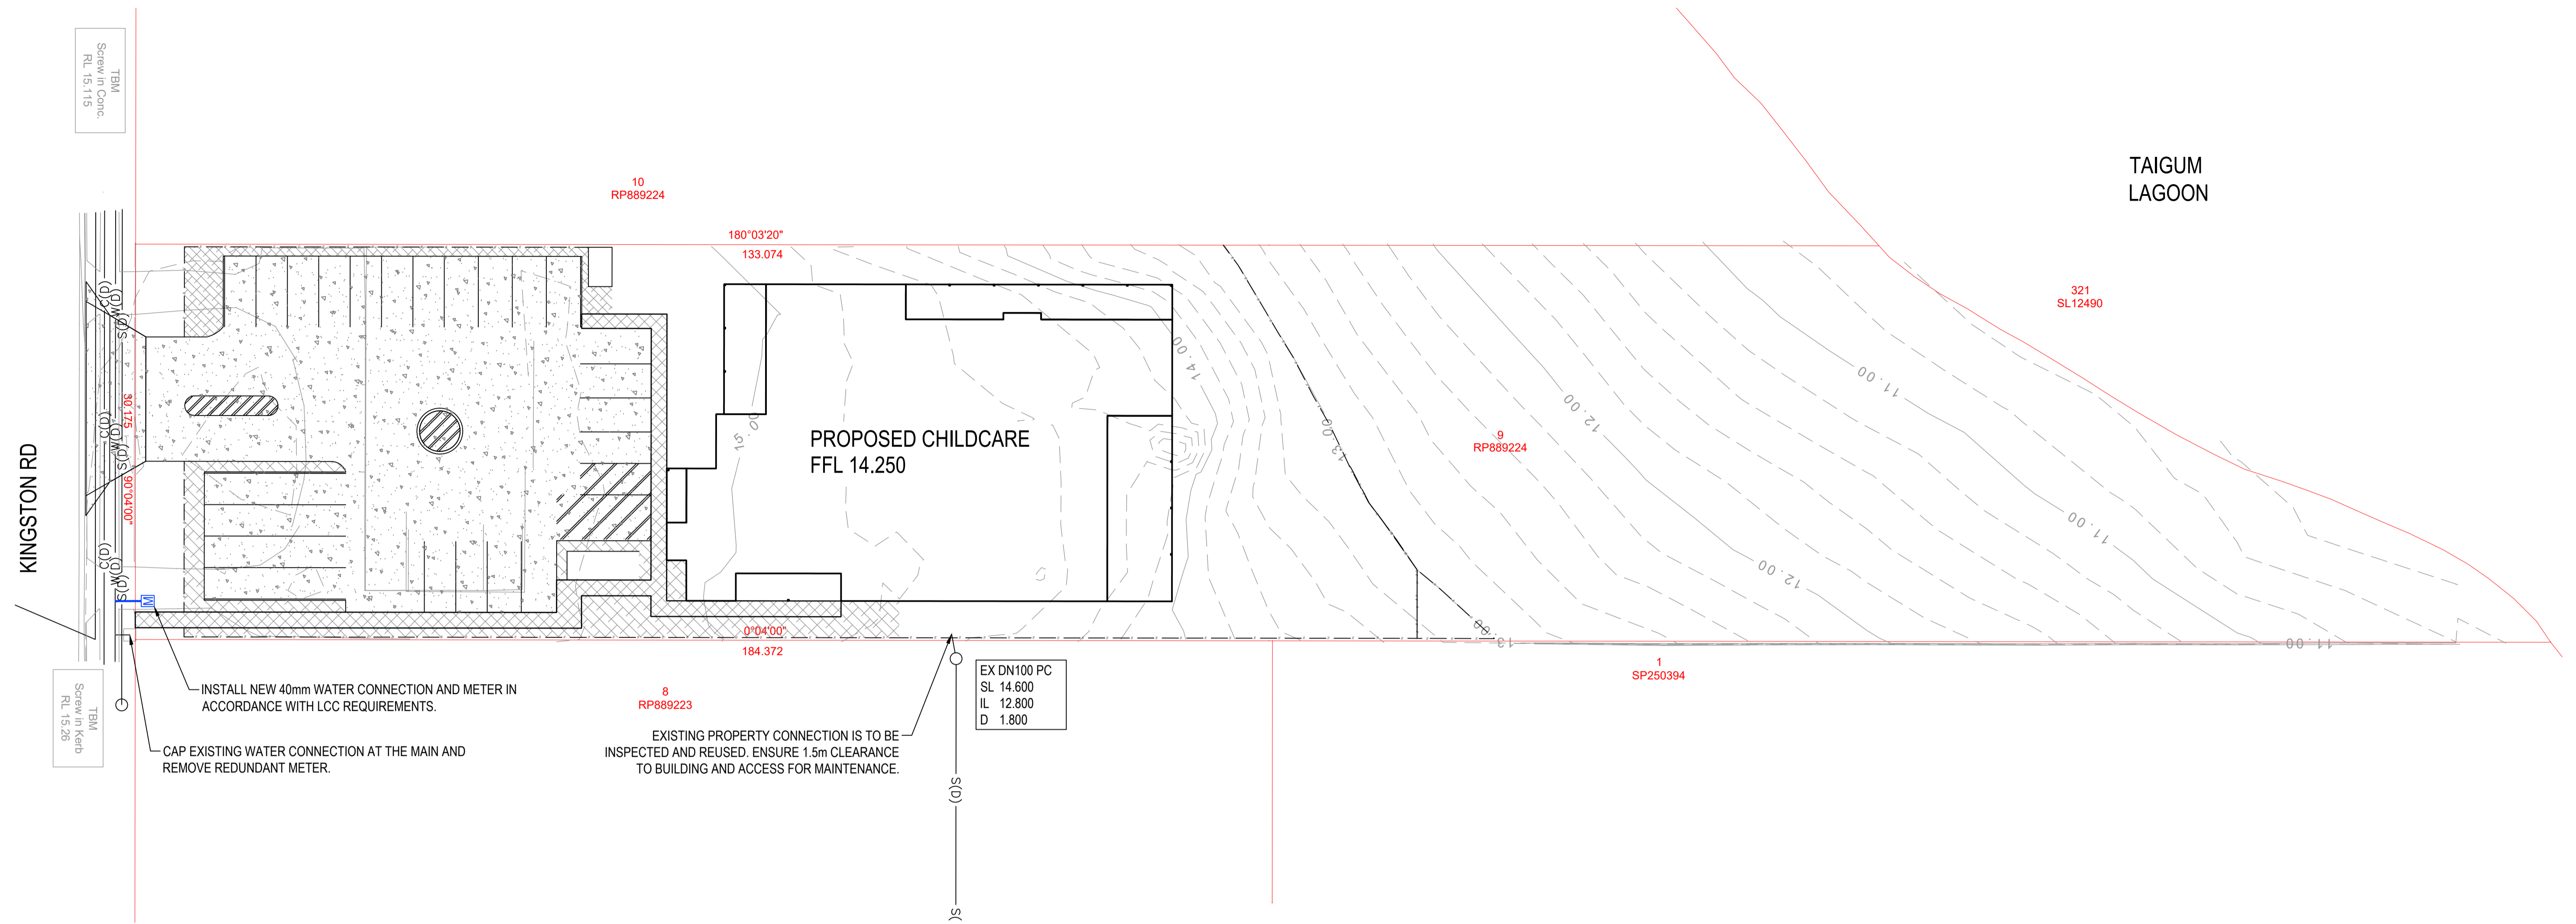 TBM
Screw in Conc.
RL 15.115
10
RP889224
TAIGUM
LAGOON
180°03'20"
133.074
321
SL12490
C(D)
W(D)
S(D)
30.175
C(D)
W(D)
W(D)
S(D)
90°04'00"
KINGSTON RD
C(D)
W(D)
W
S(D)
M
15.00
14.00
13.00
12.00
11.00
PROPOSED CHILDCARE
FFL 14.250
9
RP889224
11.00
12.00
13.00
11.00
0°04'00"
184.372
1
SP250394
EX DN100 PC
SL 14.600
IL 12.800
D 1.800
8
RP889223
INSTALL NEW 40mm WATER CONNECTION AND METER IN
ACCORDANCE WITH LCC REQUIREMENTS.
TBM
Screw in Kerb
RL 15.26
CAP EXISTING WATER CONNECTION AT THE MAIN AND
REMOVE REDUNDANT METER.
EXISTING PROPERTY CONNECTION IS TO BE
INSPECTED AND REUSED. ENSURE 1.5m CLEARANCE
TO BUILDING AND ACCESS FOR MAINTENANCE.
S(D)
S(